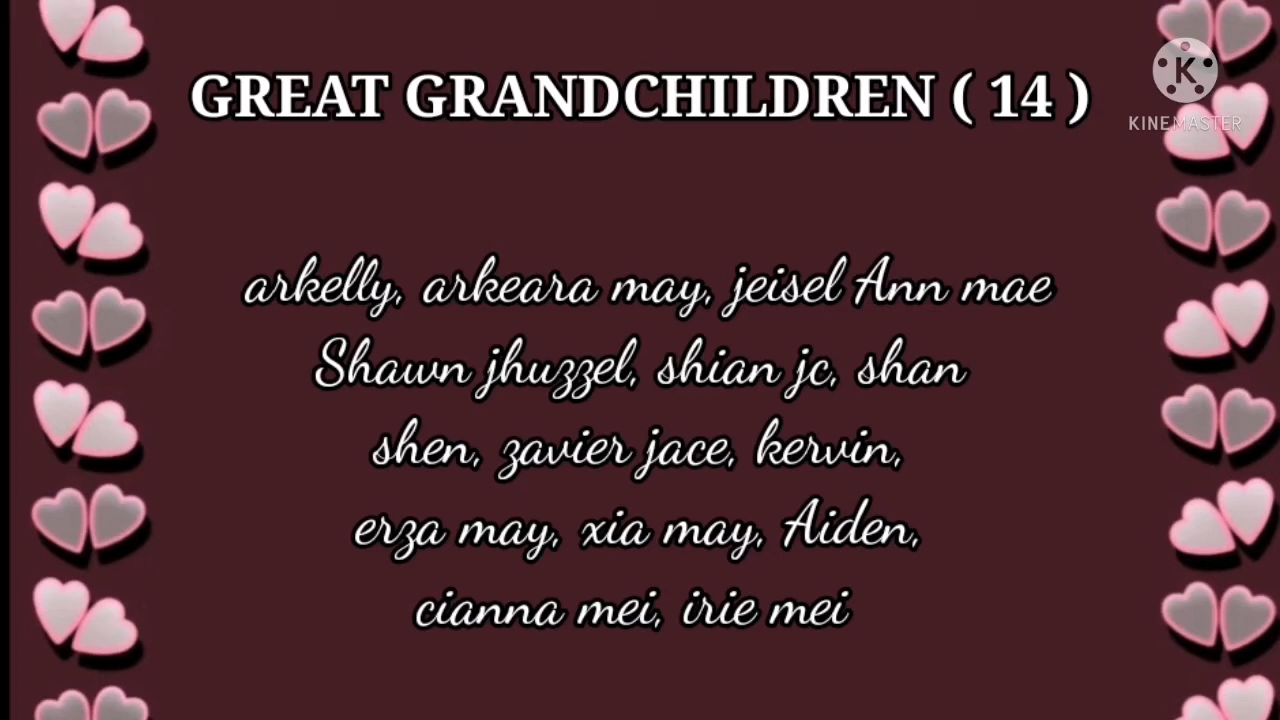 GREAT GRANDCHILDREN ( 14 )
KINEMASTER
arkelly, arkeara may, jeisel Ann mae
Shawn jhuzzel, shian jc, shan
shen, zavier jace, kervin,
erza may, xia may, Aiden,
cianna mei, irie mei